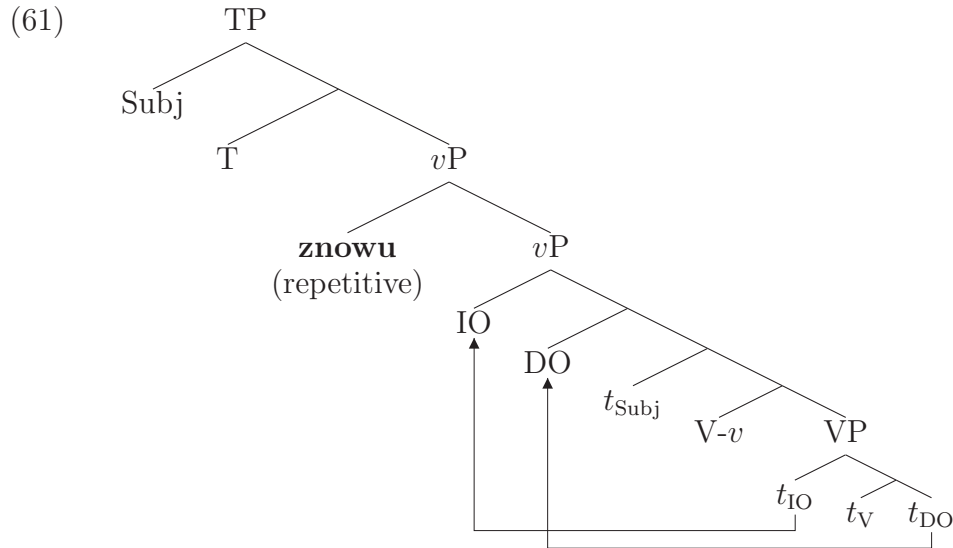 (61)
TP
Subj
T
vP
znowu
(repetitive)
vP
IO
DO
tSubj
V-v
VP
tIO
tV
tDO